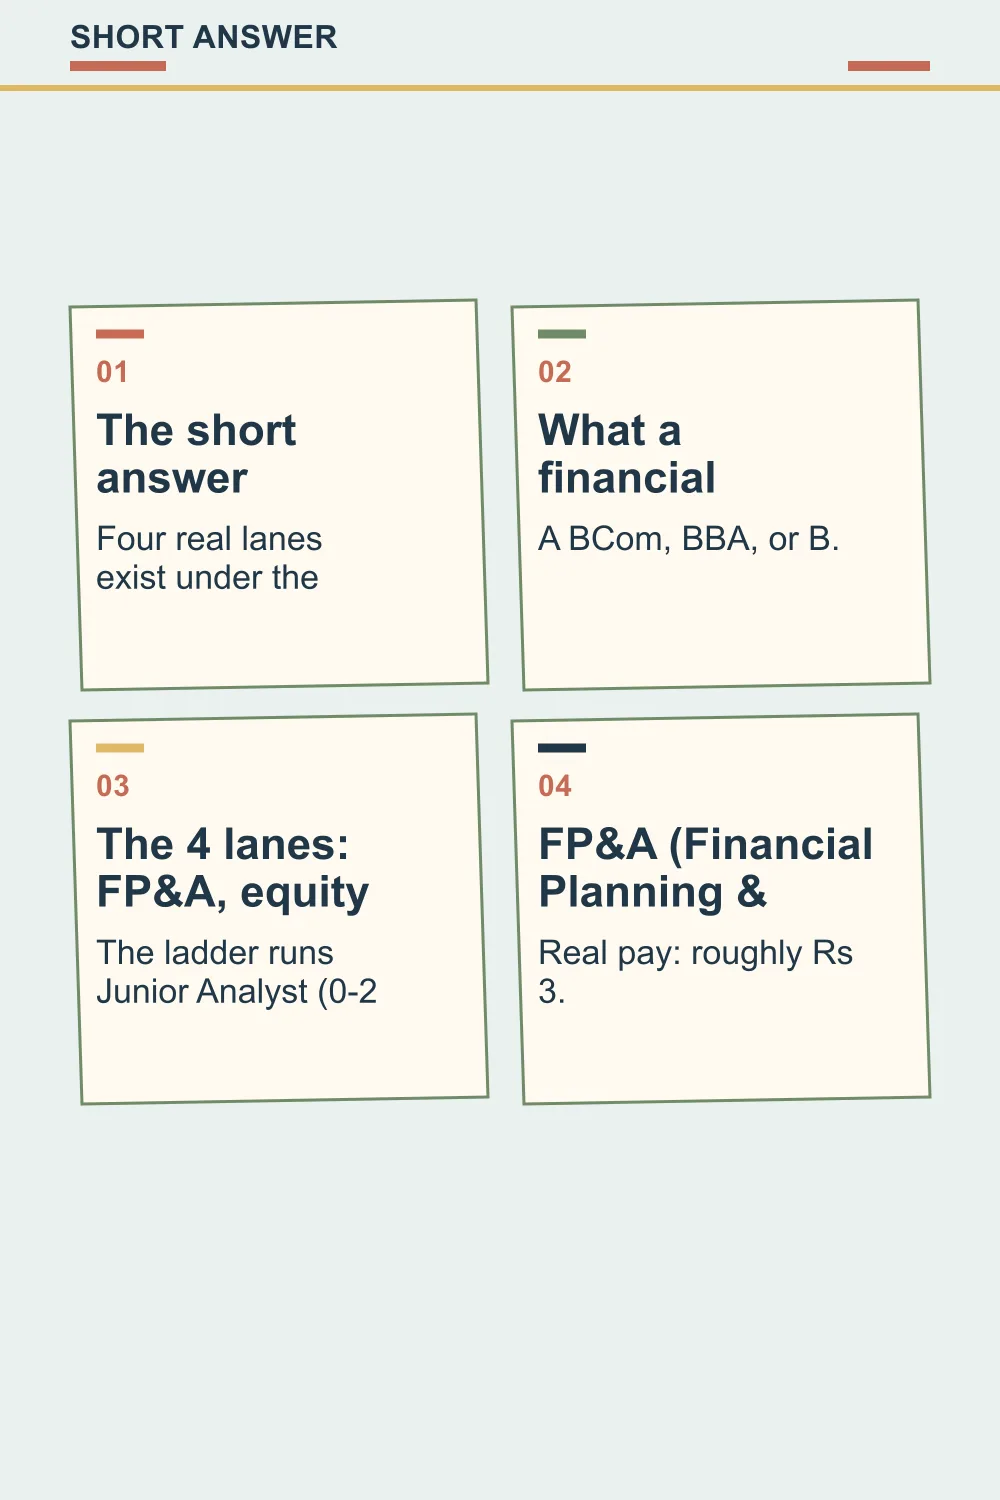 SHORT ANSWER
01
The short
answer
Four real lanes
exist under the
02
What a
financial
A BCom, BBA, or B.
03
The 4 lanes:
FP&A, equity
The ladder runs
Junior Analyst (0-2
04
FP&A (Financial
Planning &
Real pay: roughly Rs
3.